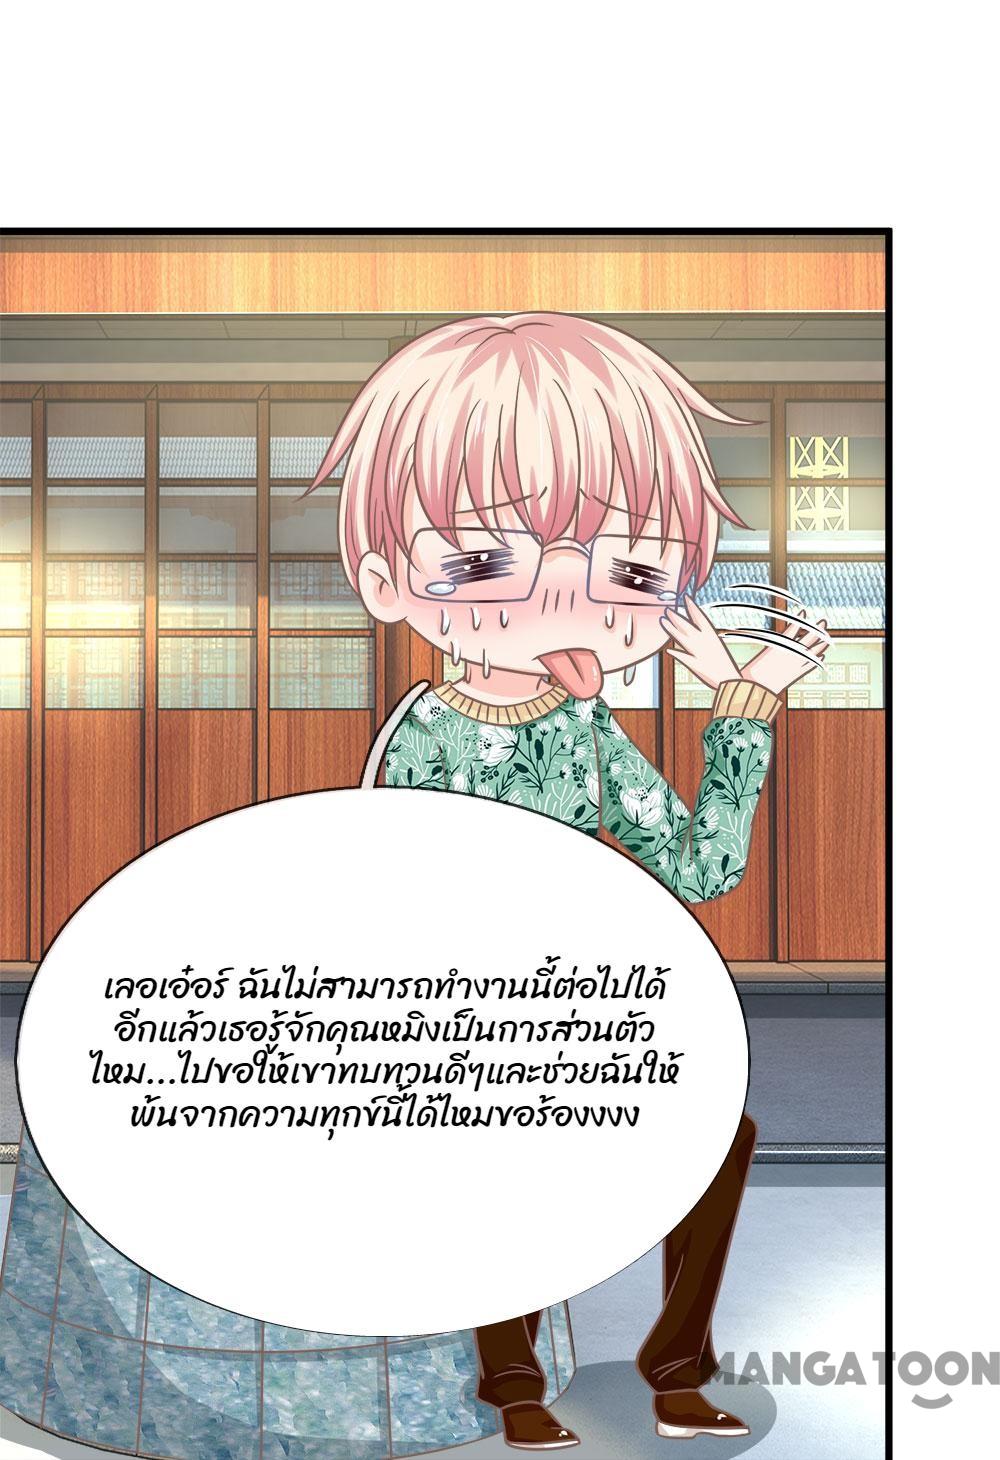 เลอเอ๋อร์ ฉันไม่สามารถทำงานนี้ต่อไปได้
อีกแล้วเธอรู้จักคุณหมิงเป็นการส่วนตัว
ไหม...ไปขอให้เขาทบทวนดีๆและช่วยฉันให้
พ้นจากความทุกข์นี้ได้ไหมขอร้องงงง
MANGATOON